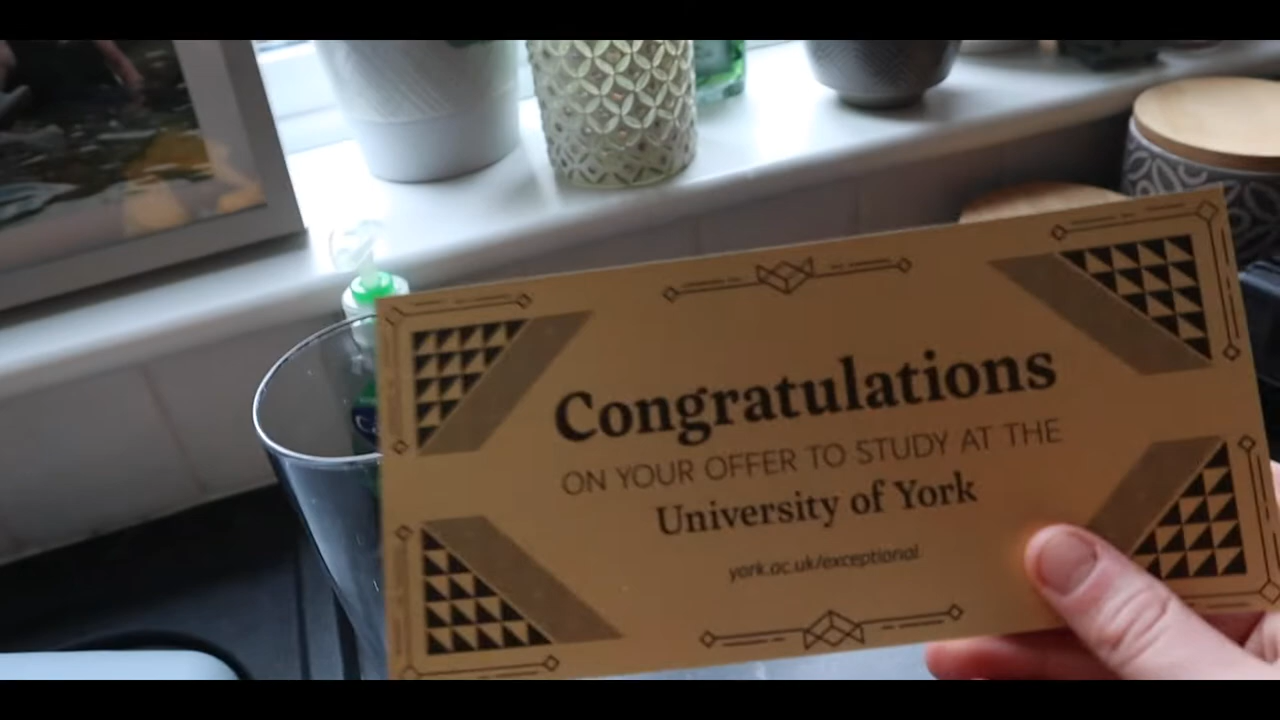 Congratulations
ON YOUR OFFER TO STUDY AT THE
University of York
york.ac.uk/exceptional